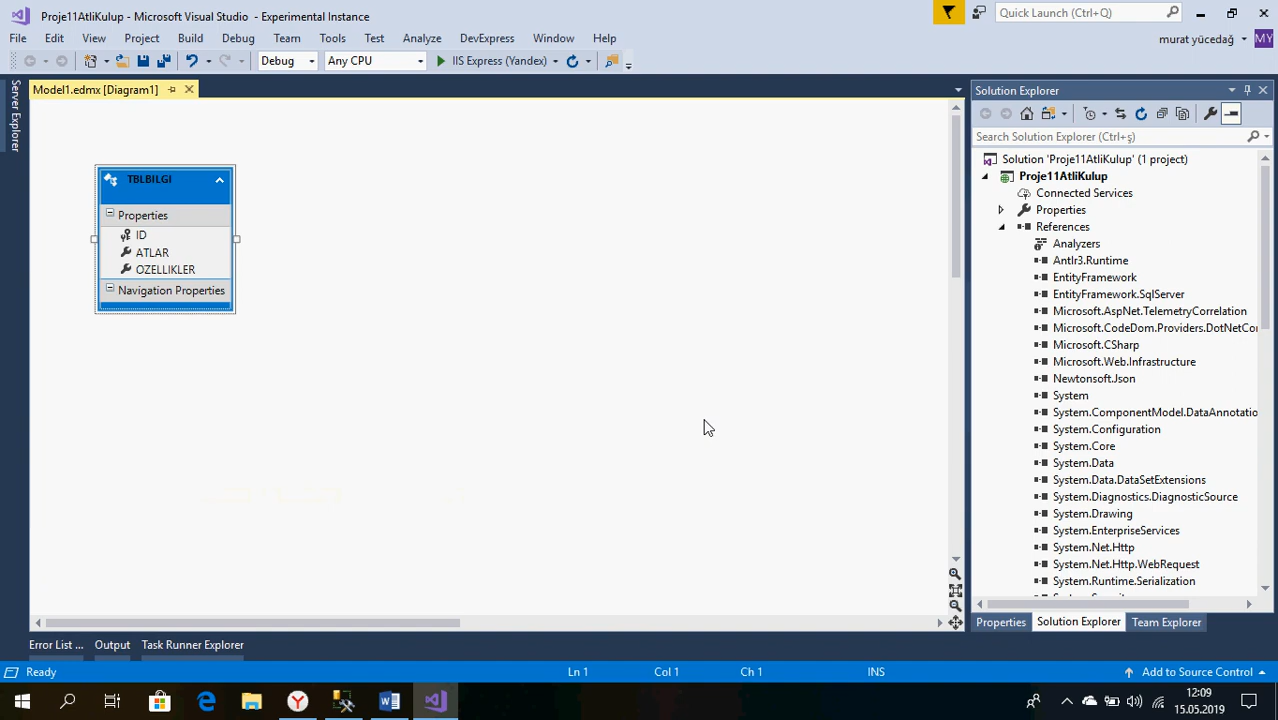 Proje11AtliKulup - Microsoft Visual Studio - Experimental Instance
Quick Launch (Ctrl+Q)
File Edit View Project Build Debug Team Tools Test Analyze DevExpress Window Help
murat yücedağ MY
Debug Any CPU IIS Express (Yandex)
Server Explorer
Model1.edmx [Diagram1]
TBLBILGI
Properties
ID
ATLAR
OZELLIKLER
Navigation Properties
Solution Explorer
Search Solution Explorer (Ctrl+ş)
Solution 'Proje11AtliKulup' (1 project)
Proje11AtliKulup
Connected Services
Properties
References
Analyzers
Antlr3.Runtime
EntityFramework
EntityFramework.SqlServer
Microsoft.AspNet.TelemetryCorrelation
Microsoft.CodeDom.Providers.DotNetCor
Microsoft.CSharp
Microsoft.Web.Infrastructure
Newtonsoft.Json
System
System.ComponentModel.DataAnnotatio
System.Configuration
System.Core
System.Data
System.Data.DataSetExtensions
System.Diagnostics.DiagnosticSource
System.Drawing
System.EnterpriseServices
System.Net.Http
System.Net.Http.WebRequest
System.Runtime.Serialization
Properties Solution Explorer Team Explorer
Error List ... Output Task Runner Explorer
Ready Ln 1 Col 1 Ch 1 INS Add to Source Control
12:09
15.05.2019